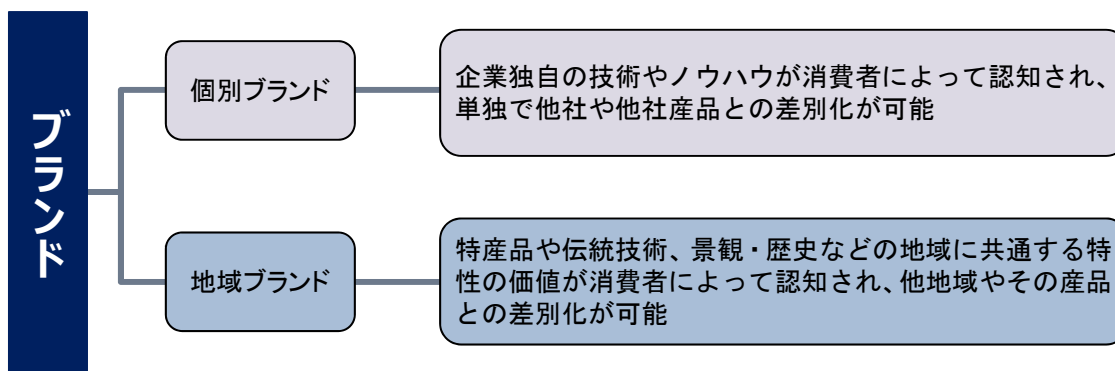 ブランド
個別ブランド
企業独自の技術やノウハウが消費者によって認知され、
単独で他社や他社産品との差別化が可能
地域ブランド
特産品や伝統技術、景観・歴史などの地域に共通する特
性の価値が消費者によって認知され、他地域やその産品
との差別化が可能